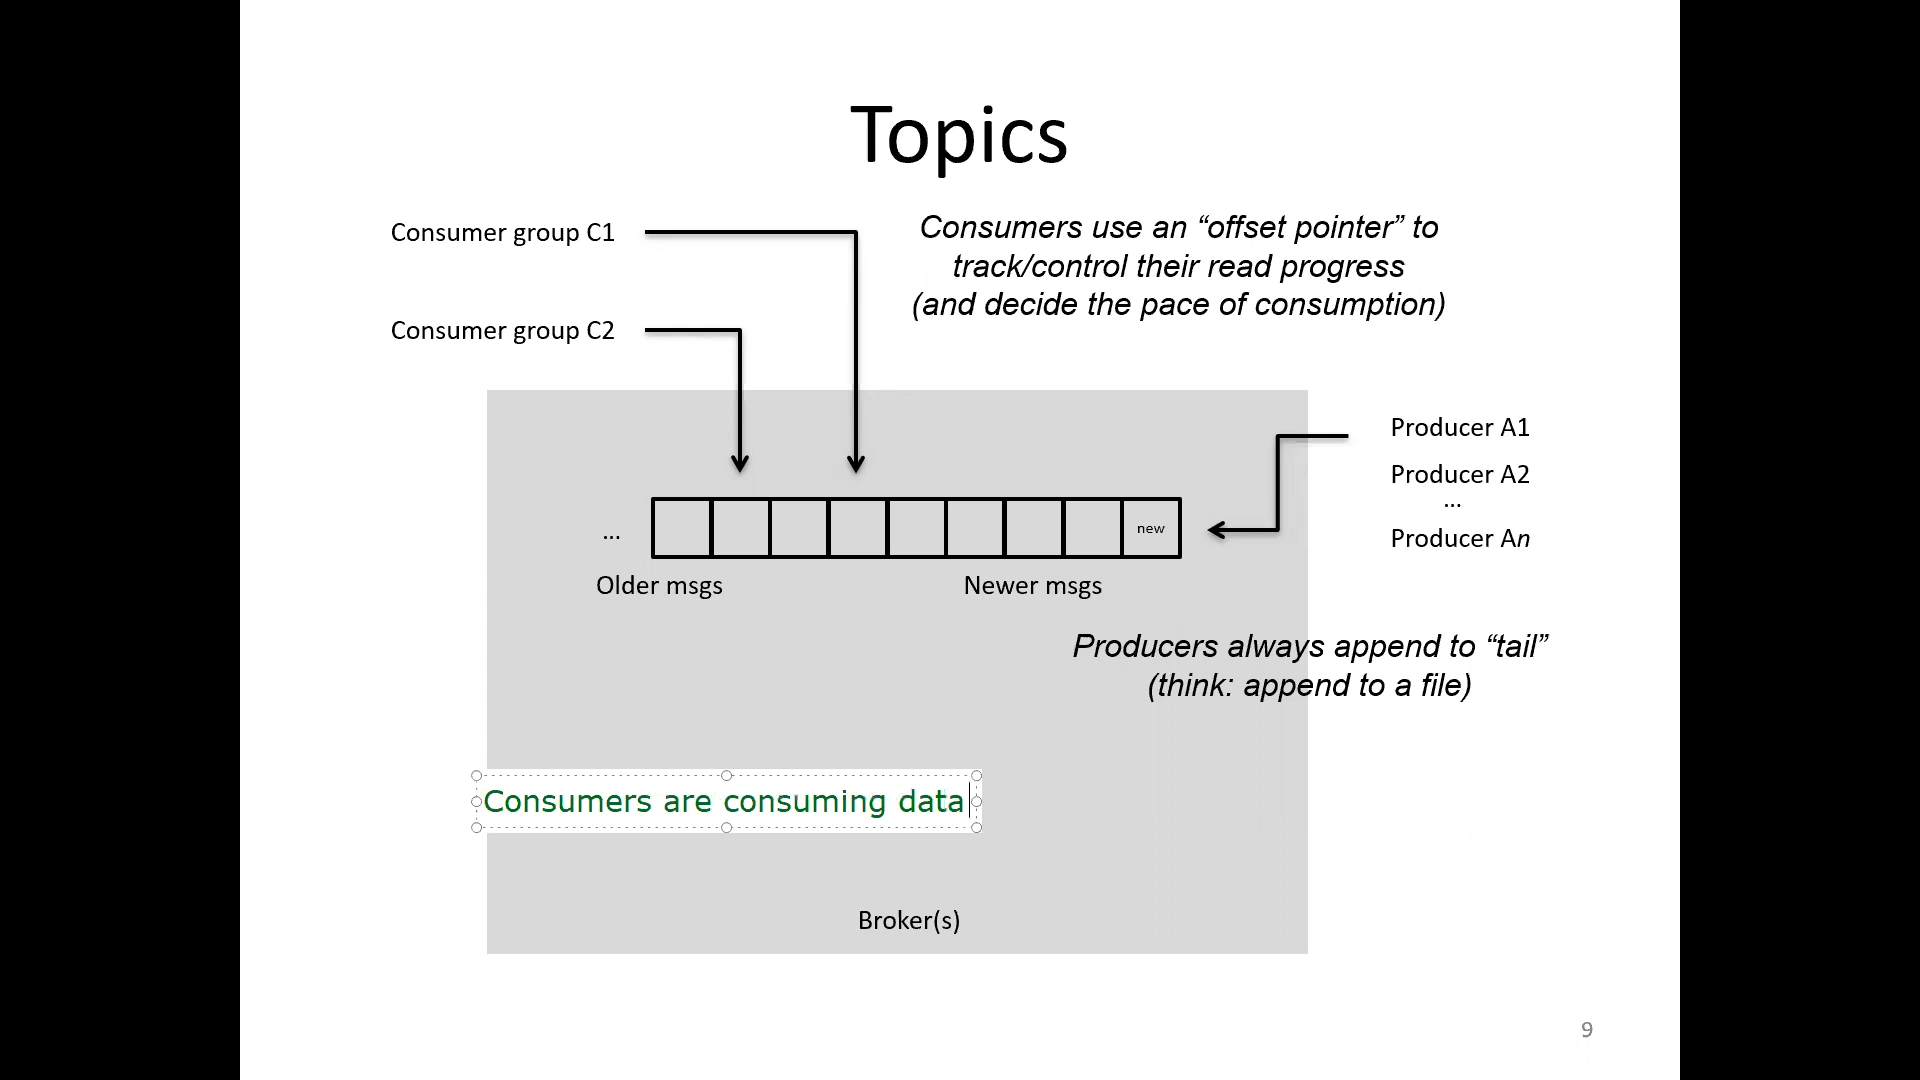 Topics
Consumer group C1
Consumers use an “offset pointer” to
track/control their read progress
(and decide the pace of consumption)
Consumer group C2
Producer A1
Producer A2
...
Producer An
...
new
Older msgs
Newer msgs
Producers always append to “tail”
(think: append to a file)
Consumers are consuming data
Broker(s)
9